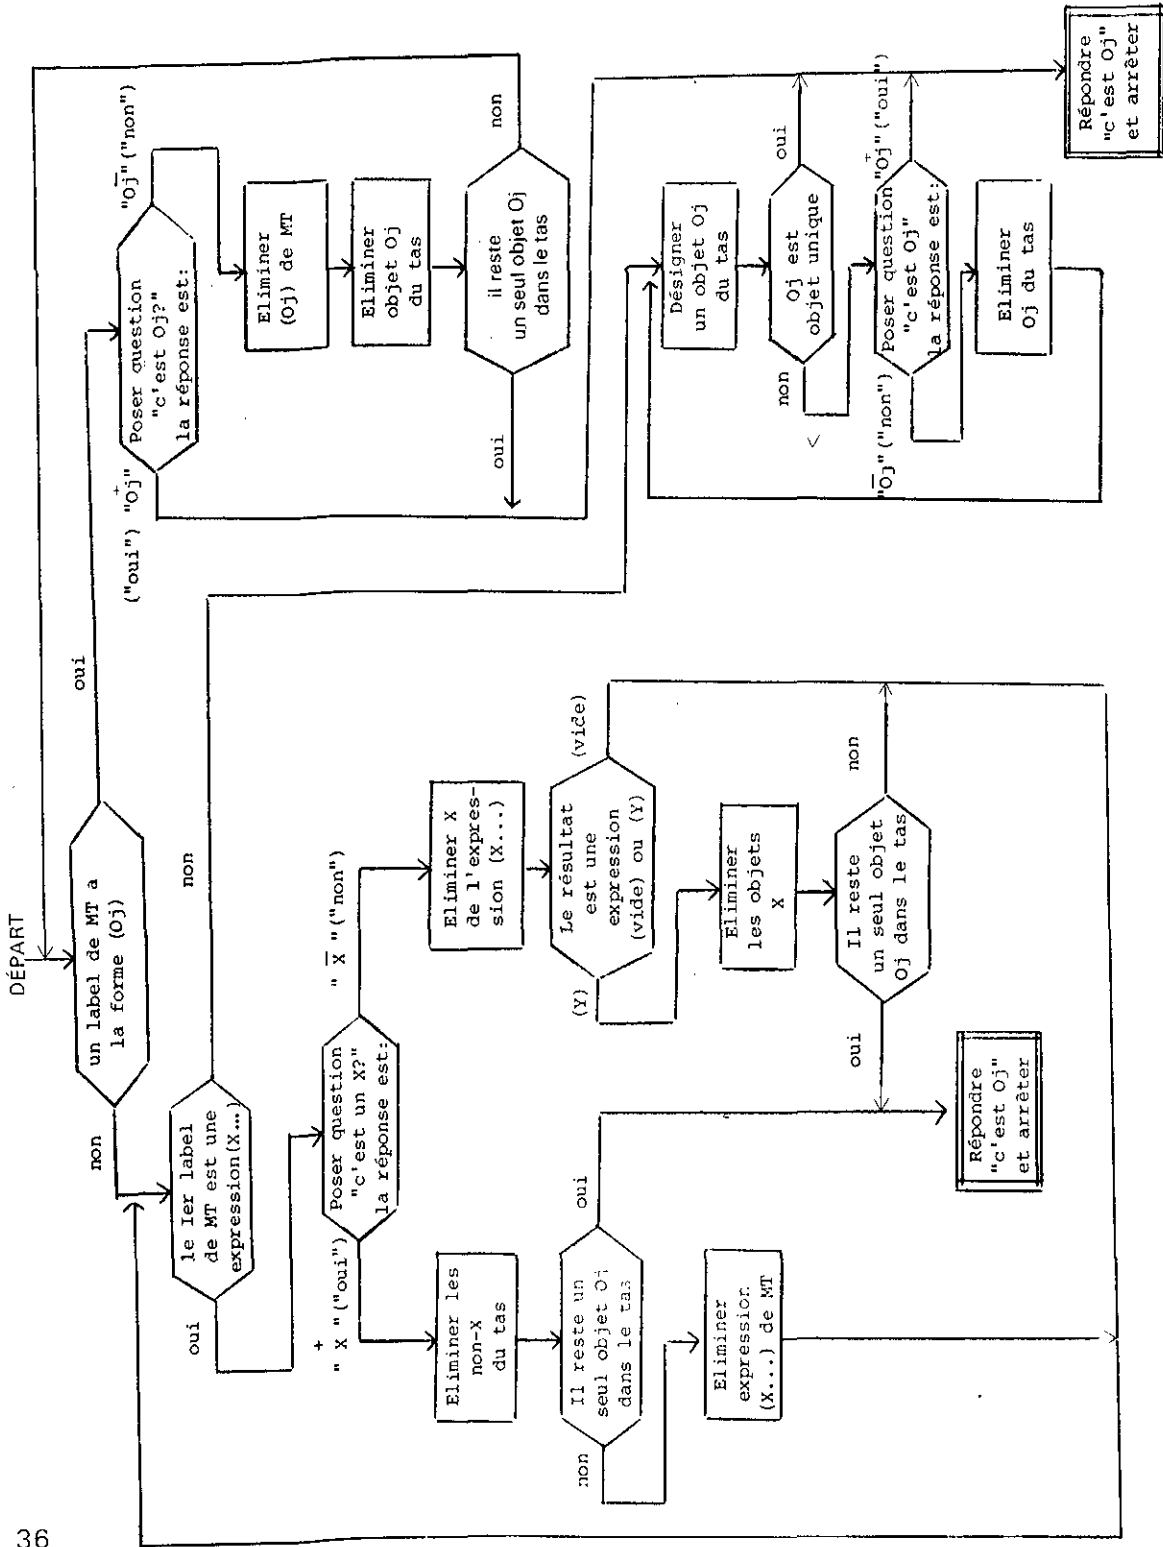 36
DÉPART
un label de MT a
la forme (Oj)
non
oui
le Ier label
de MT est une
expression(X...)
oui
non
Poser question
"c'est un X?"
la réponse est:
+
" X "("oui")
" X̄ "("non")
Eliminer les
non-X
du tas
Il reste un
seul objet Oj
dans le tas
non
oui
Eliminer
expression
(X...) de MT
Eliminer X
de l'expres-
sion (X...)
Le résultat
est une
expression
(vide) ou (Y)
(Y)
(vide)
Eliminer
les objets
X
Il reste
un seul objet
Oj dans le tas
oui
non
Répondre
"c'est Oj"
et arrêter
Poser question
"c'est Oj?"
la réponse est:
+
("oui") "Oj"
"Ōj"("non")
Eliminer
(Oj) de MT
Eliminer
objet Oj
du tas
il reste
un seul objet Oj
dans le tas
oui
non
Désigner
un objet Oj
du tas
Oj est
objet unique
non
oui
<
Poser question
"c'est Oj"
la réponse est:
+
"Oj"("oui")
"Ōj"("non")
Eliminer
Oj du tas
Répondre
"c'est Oj"
et arrêter